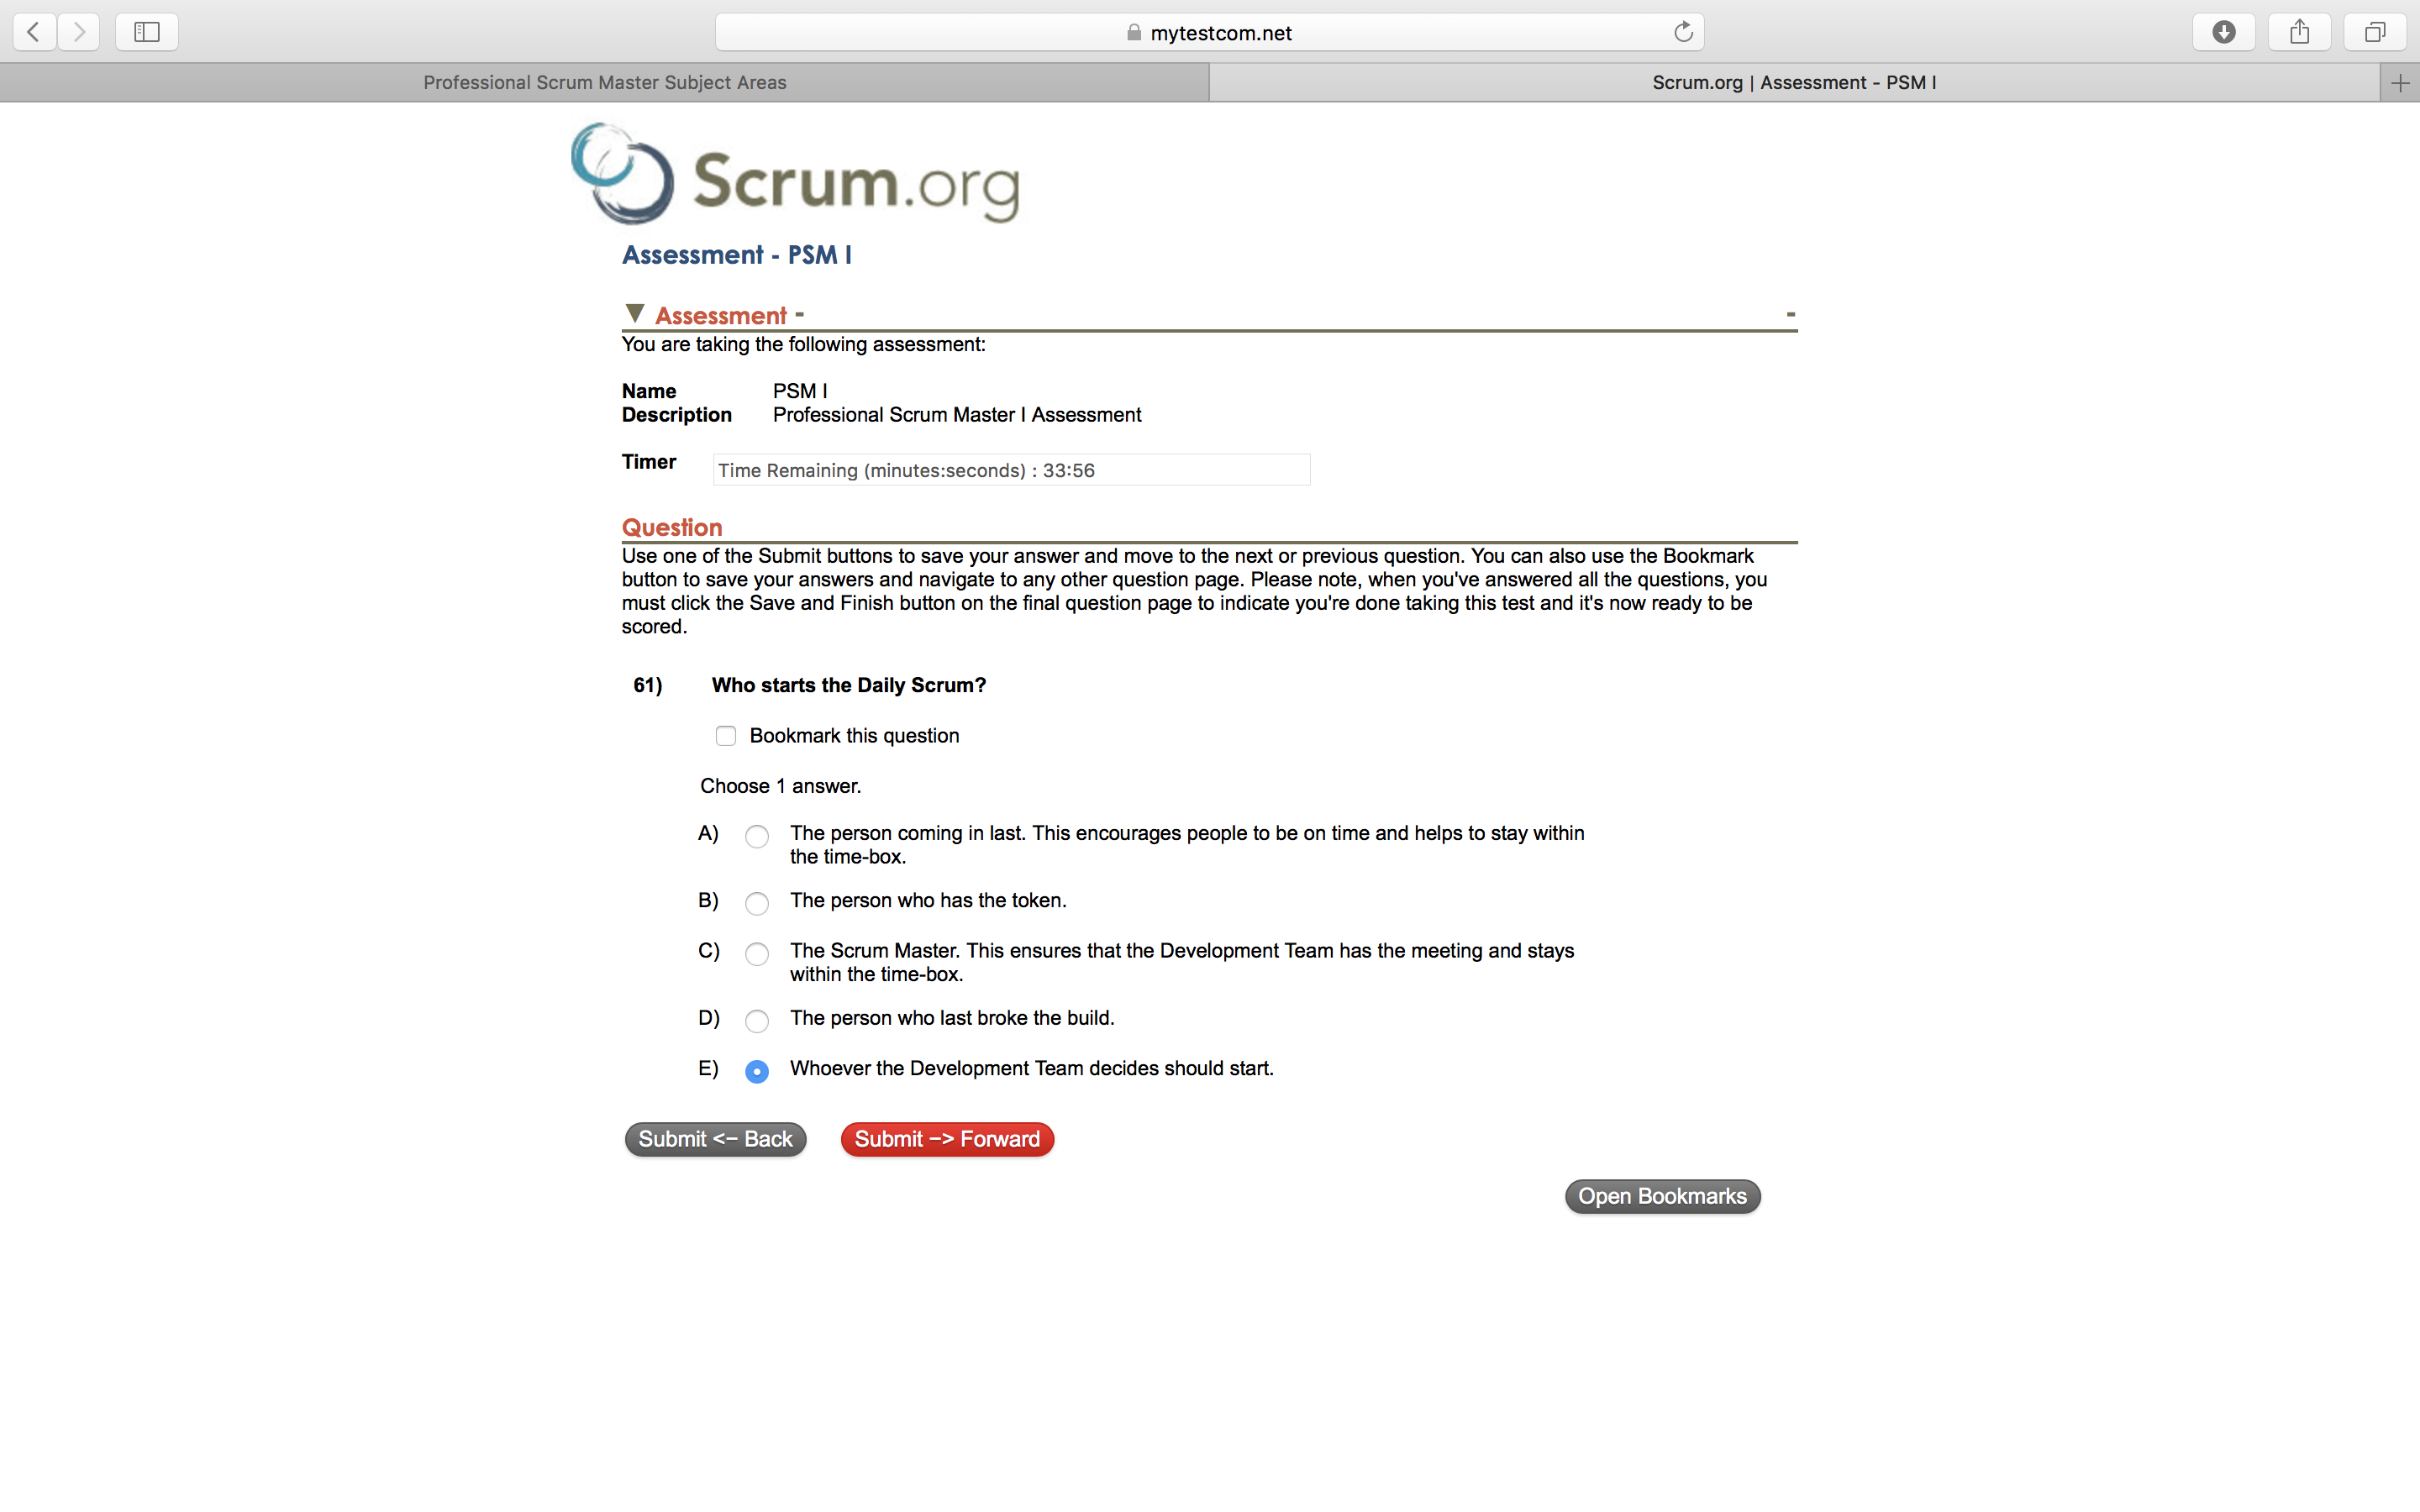 mytestcom.net
Professional Scrum Master Subject Areas
Scrum.org | Assessment - PSM I
Scrum.org
Assessment - PSM I
▼ Assessment - -
You are taking the following assessment:
Name PSM I
Description Professional Scrum Master I Assessment
Timer Time Remaining (minutes:seconds) : 33:56
Question
Use one of the Submit buttons to save your answer and move to the next or previous question. You can also use the Bookmark
button to save your answers and navigate to any other question page. Please note, when you've answered all the questions, you
must click the Save and Finish button on the final question page to indicate you're done taking this test and it's now ready to be
scored.
61) Who starts the Daily Scrum?
Bookmark this question
Choose 1 answer.
A) The person coming in last. This encourages people to be on time and helps to stay within
the time-box.
B) The person who has the token.
C) The Scrum Master. This ensures that the Development Team has the meeting and stays
within the time-box.
D) The person who last broke the build.
E) Whoever the Development Team decides should start.
Submit <- Back Submit -> Forward
Open Bookmarks